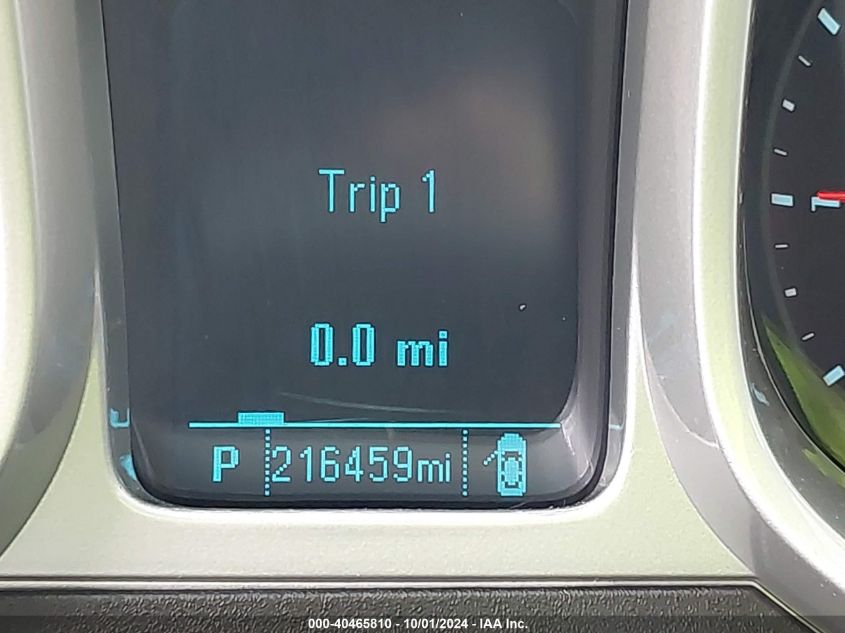 Trip 1
0.0 mi
P 216459mi
000-40465810 - 10/01/2024 - IAA Inc.